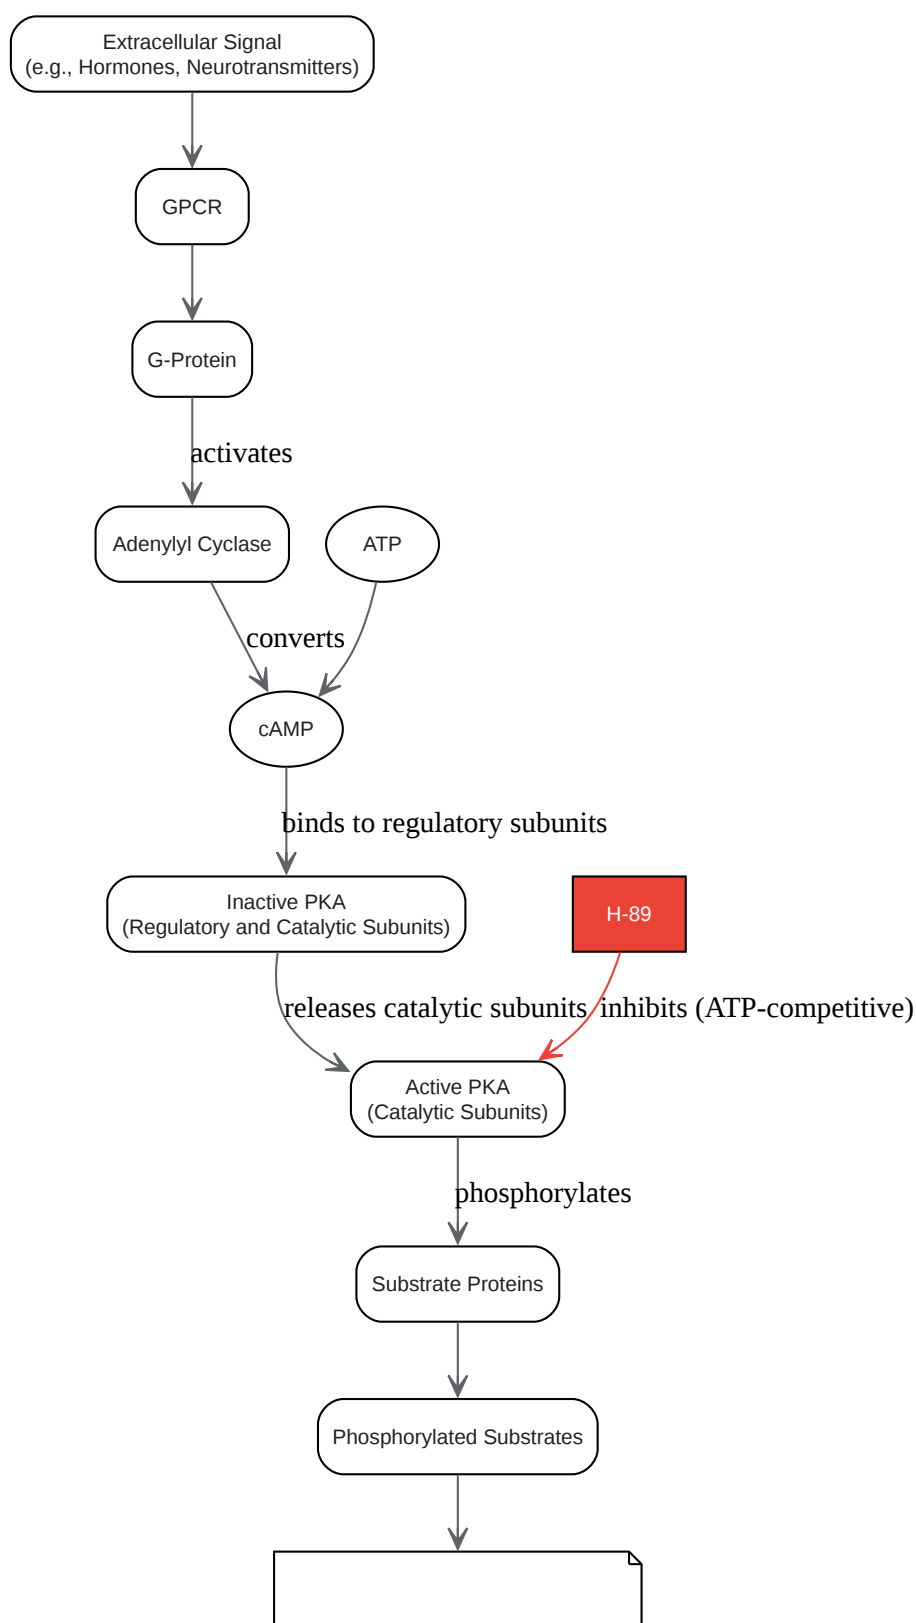 Extracellular Signal
(e.g., Hormones, Neurotransmitters)
GPCR
G-Protein
activates
Adenylyl Cyclase
ATP
converts
cAMP
binds to regulatory subunits
Inactive PKA
(Regulatory and Catalytic Subunits)
H-89
releases catalytic subunits
inhibits (ATP-competitive)
Active PKA
(Catalytic Subunits)
phosphorylates
Substrate Proteins
Phosphorylated Substrates